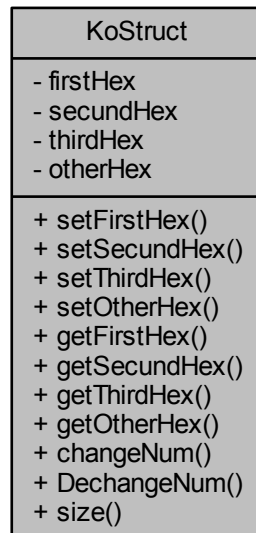 KoStruct
- firstHex
- secundHex
- thirdHex
- otherHex
+ setFirstHex()
+ setSecundHex()
+ setThirdHex()
+ setOtherHex()
+ getFirstHex()
+ getSecundHex()
+ getThirdHex()
+ getOtherHex()
+ changeNum()
+ DechangeNum()
+ size()